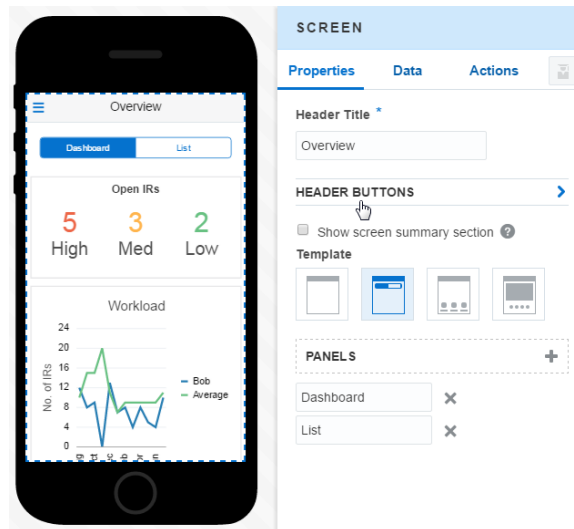 SCREEN
Properties Data Actions
Header Title *
Overview
HEADER BUTTONS
Show screen summary section ?
Template
PANELS
Dashboard
List
Overview
Dashboard List
Open IRs
5 3 2
High Med Low
Workload
No. of IRs
24
20
16
12
8
4
0
Bob
Average